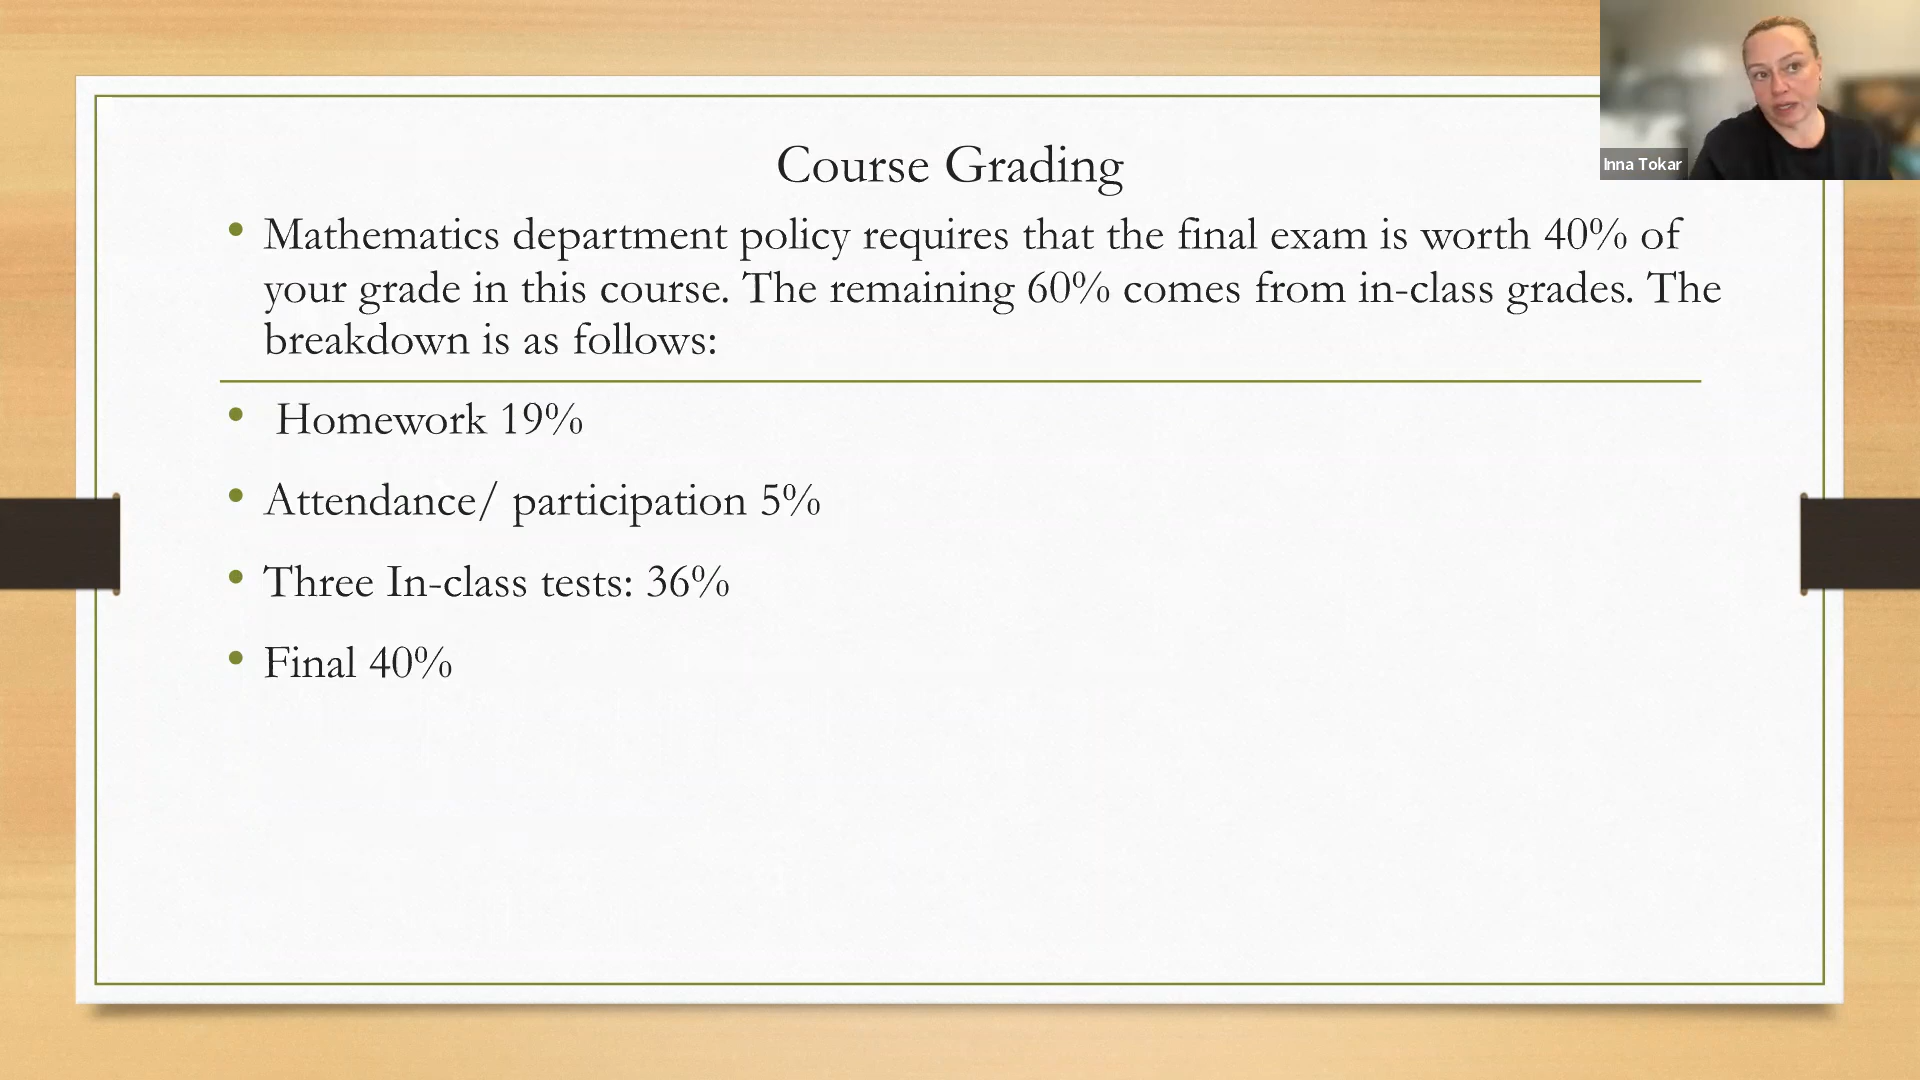 Inna Tokar
Course Grading
• Mathematics department policy requires that the final exam is worth 40% of
your grade in this course. The remaining 60% comes from in-class grades. The
breakdown is as follows:
• Homework 19%
• Attendance/ participation 5%
• Three In-class tests: 36%
• Final 40%